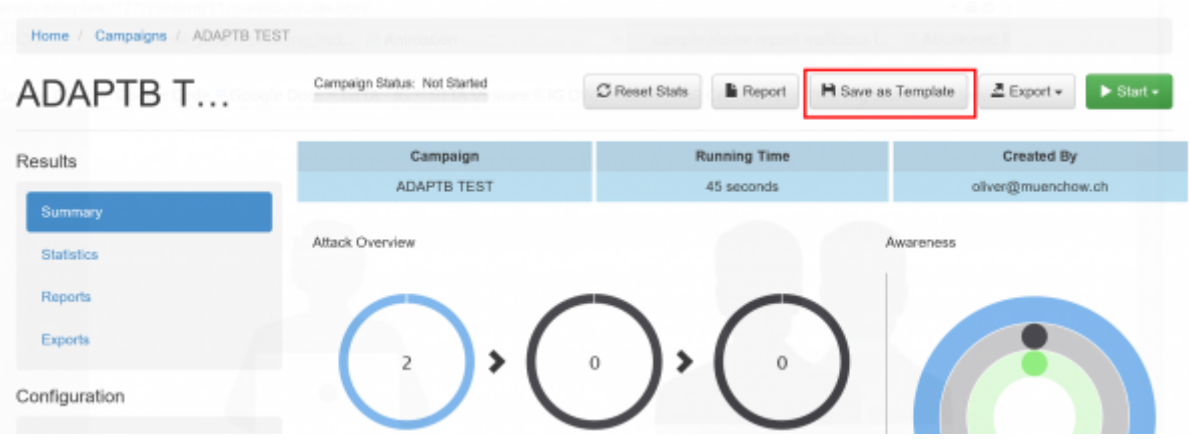 Home / Campaigns / ADAPTB TEST
ADAPTB T...
Campaign Status: Not Started
Reset Stats
Report
Save as Template
Export
Start
Results
Summary
Statistics
Reports
Exports
Configuration
Campaign Running Time Created By
ADAPTB TEST 45 seconds oliver@muenchow.ch
Attack Overview
Awareness
2
0
0